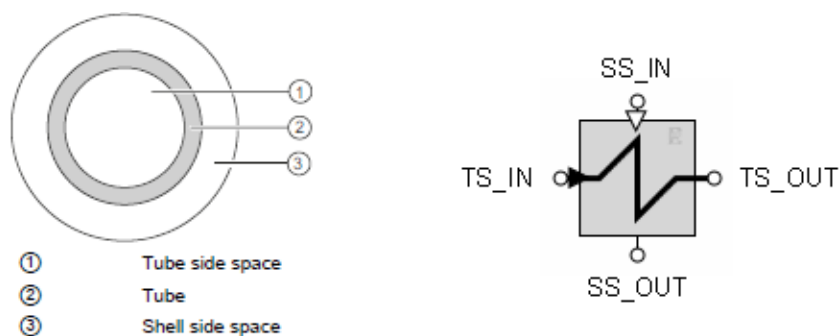 ①
②
③
① Tube side space
② Tube
③ Shell side space
SS_IN
TS_IN
TS_OUT
SS_OUT